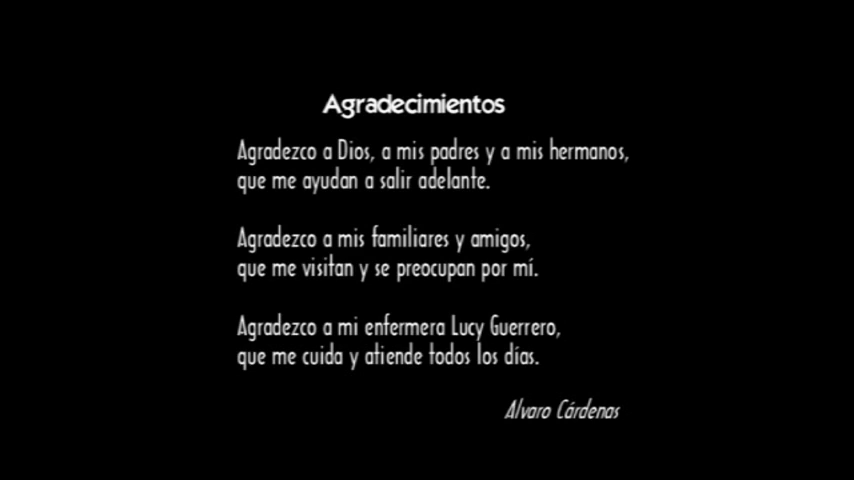 Agradecimientos
Agradezco a Dios, a mis padres y a mis hermanos,
que me ayudan a salir adelante.
Agradezco a mis familiares y amigos,
que me visitan y se preocupan por mí.
Agradezco a mi enfermera Lucy Guerrero,
que me cuida y atiende todos los días.
Alvaro Cárdenas